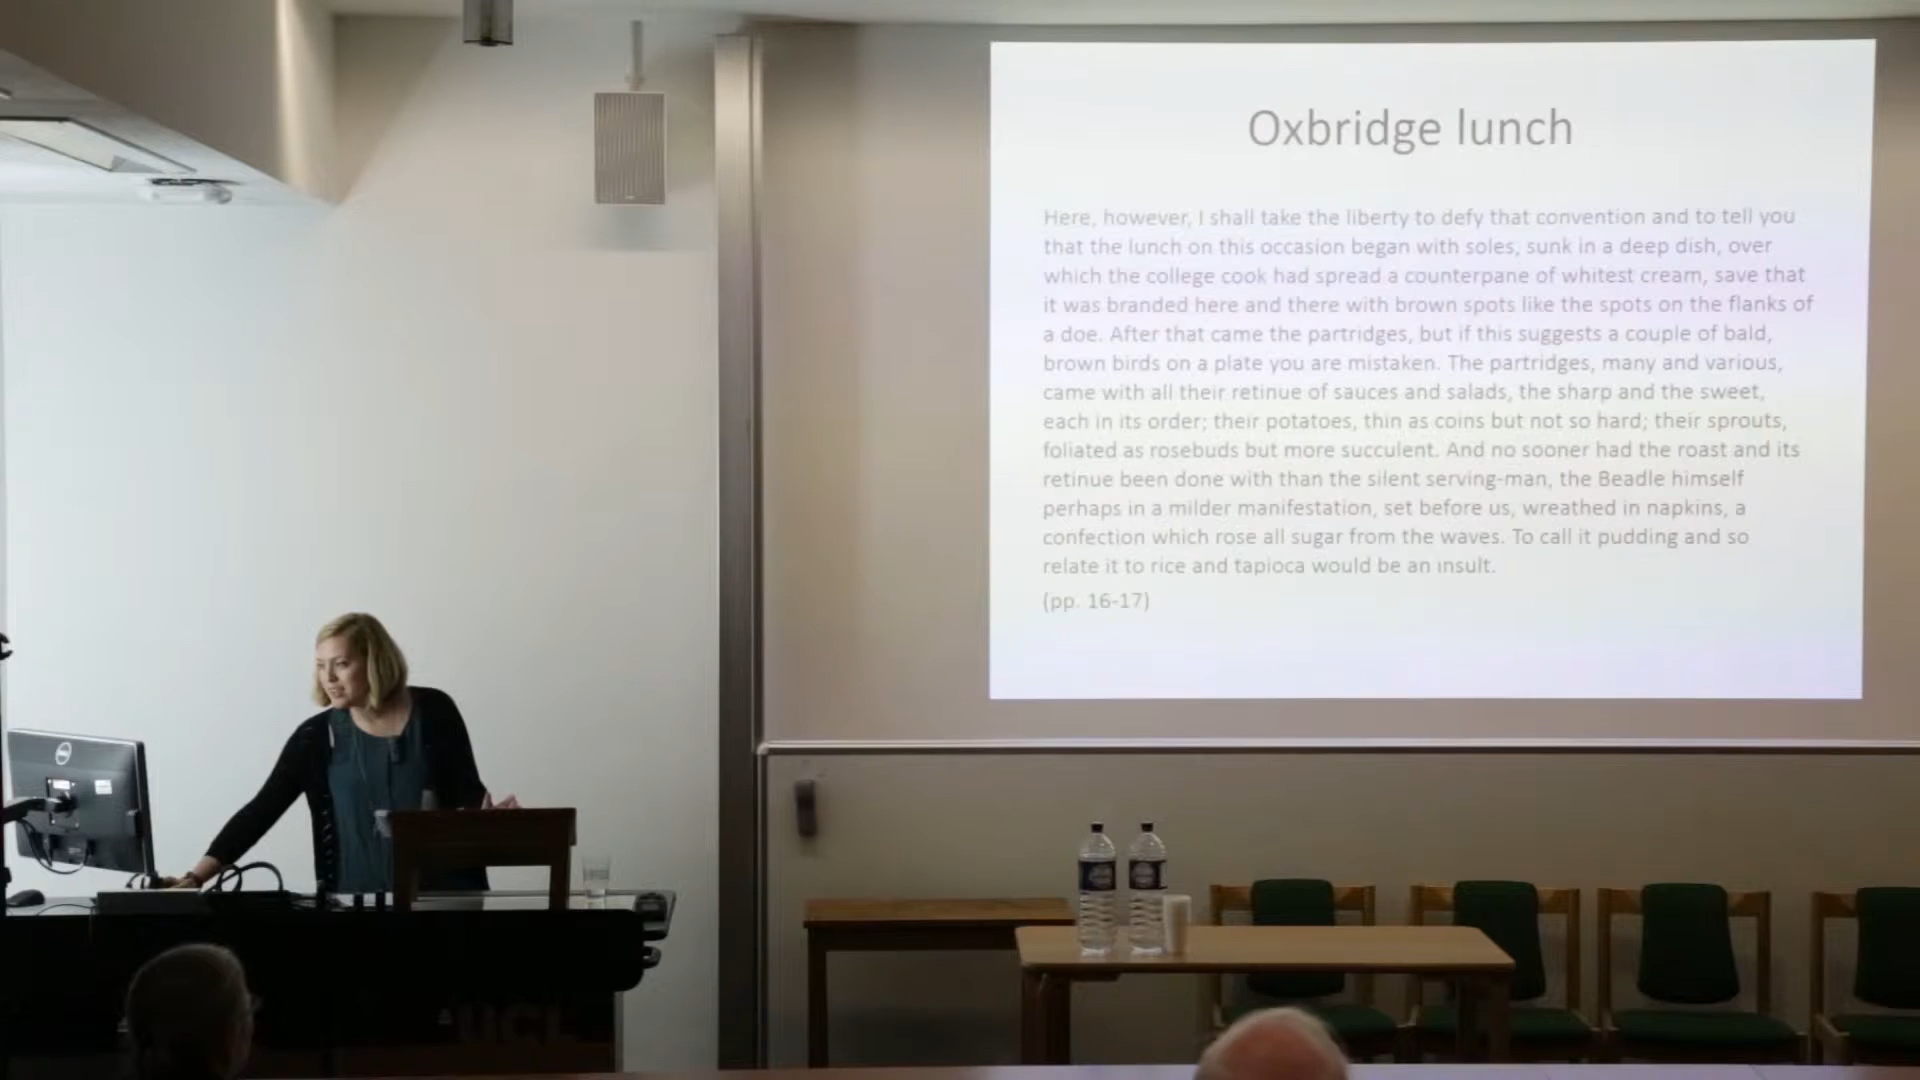 Oxbridge lunch
Here, however, I shall take the liberty to defy that convention and to tell you
that the lunch on this occasion began with soles, sunk in a deep dish, over
which the college cook had spread a counterpane of whitest cream, save that
it was branded here and there with brown spots like the spots on the flanks of
a doe. After that came the partridges, but if this suggests a couple of bald,
brown birds on a plate you are mistaken. The partridges, many and various,
came with all their retinue of sauces and salads, the sharp and the sweet,
each in its order; their potatoes, thin as coins but not so hard; their sprouts,
foliated as rosebuds but more succulent. And no sooner had the roast and its
retinue been done with than the silent serving-man, the Beadle himself
perhaps in a milder manifestation, set before us, wreathed in napkins, a
confection which rose all sugar from the waves. To call it pudding and so
relate it to rice and tapioca would be an insult.
(pp. 16-17)
DELL
UCL